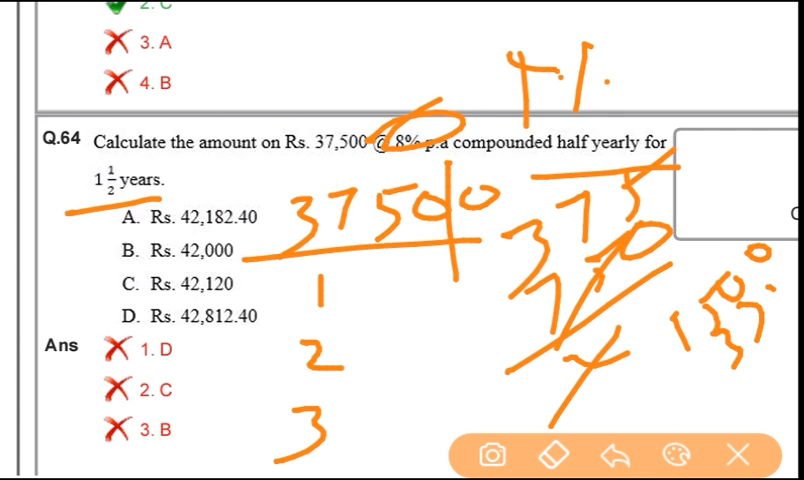 2. C
3. A
4. B
4%.
Q.64 Calculate the amount on Rs. 37,500 @ 8% p.a compounded half yearly for
1 1/2 years.
A. Rs. 42,182.40
B. Rs. 42,000
C. Rs. 42,120
D. Rs. 42,812.40
Ans 1. D
2. C
3. B
37500
1
2
3
375